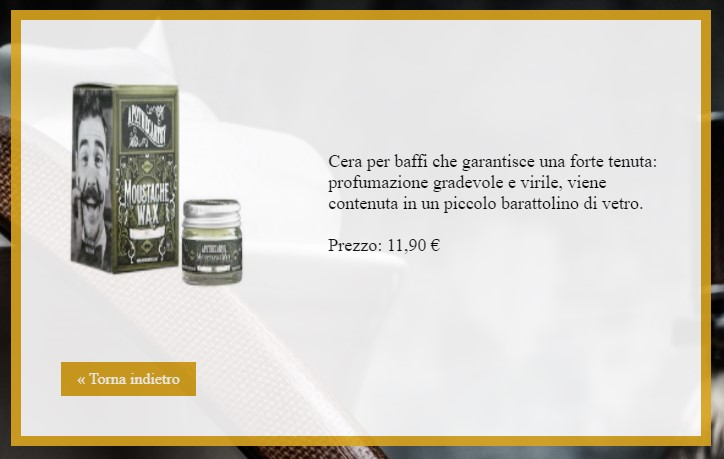 APOTHECARY87
MOUSTACHE
WAX
Cera per baffi che garantisce una forte tenuta:
profumazione gradevole e virile, viene
contenuta in un piccolo barattolino di vetro.
Prezzo: 11,90 €
« Torna indietro